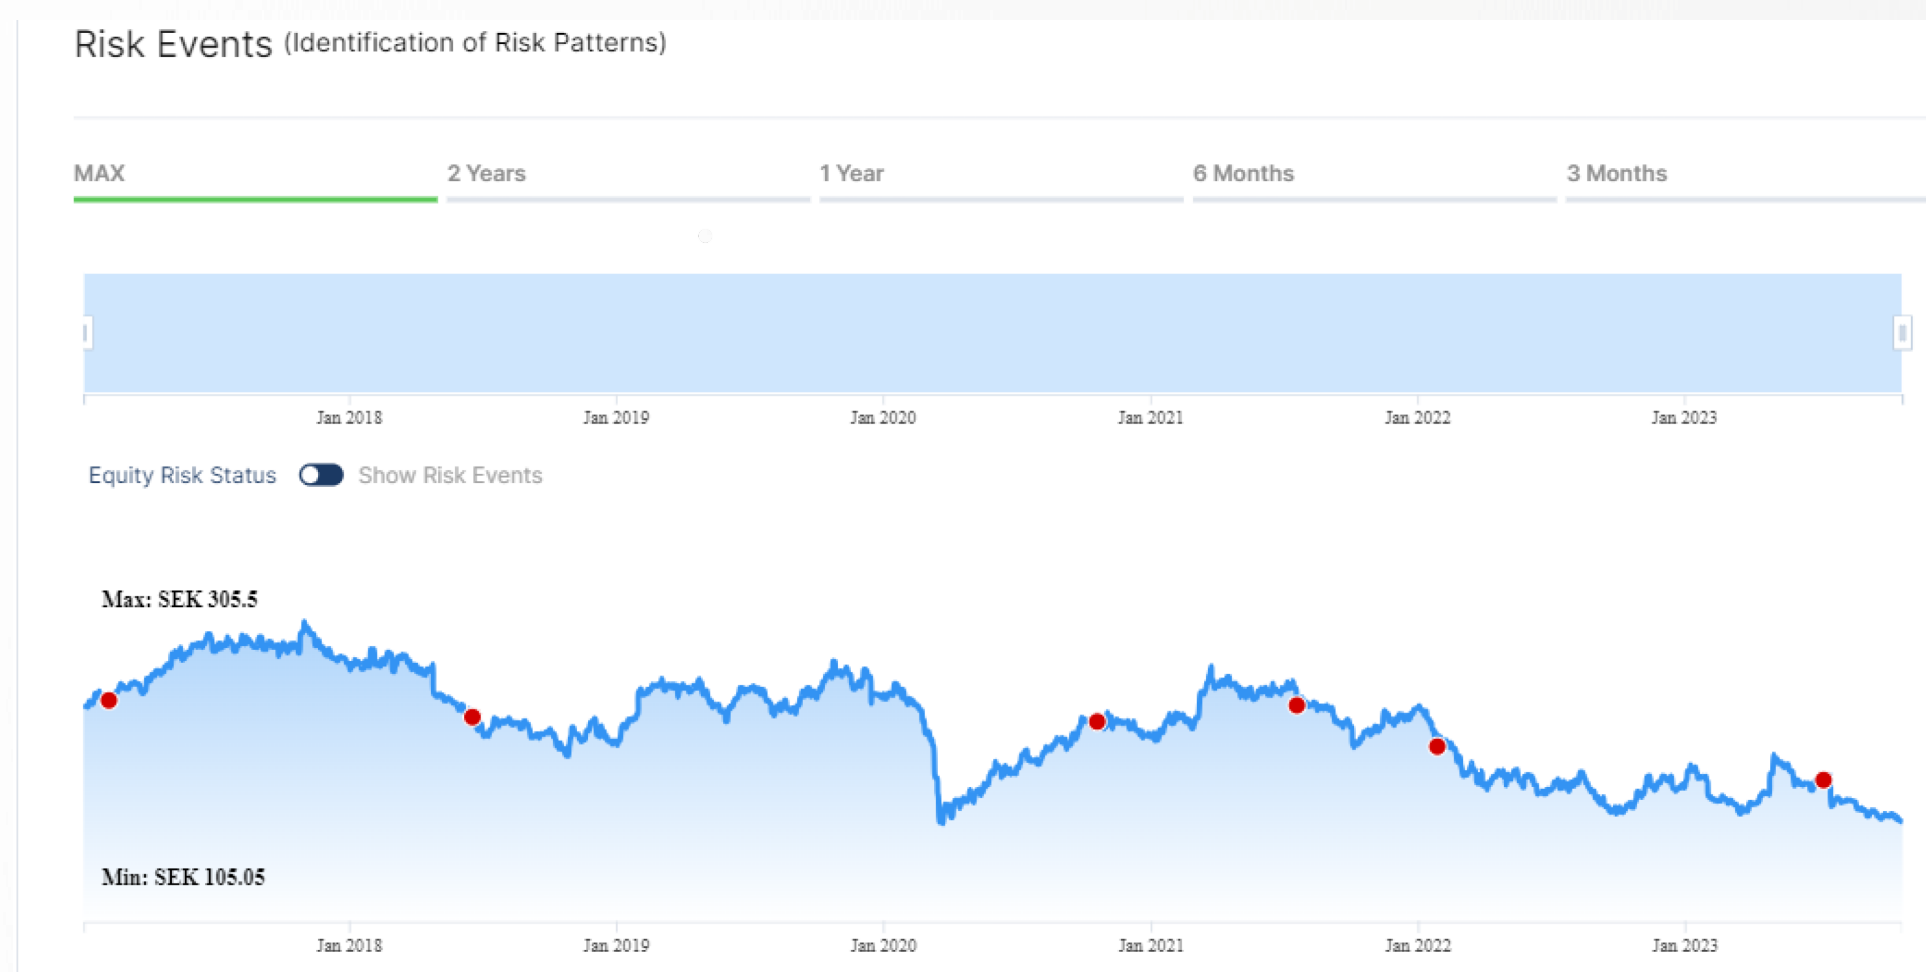 Risk Events (Identification of Risk Patterns)
MAX 2 Years 1 Year 6 Months 3 Months
Jan 2018 Jan 2019 Jan 2020 Jan 2021 Jan 2022 Jan 2023
Equity Risk Status Show Risk Events
Max: SEK 305.5
Min: SEK 105.05
Jan 2018 Jan 2019 Jan 2020 Jan 2021 Jan 2022 Jan 2023